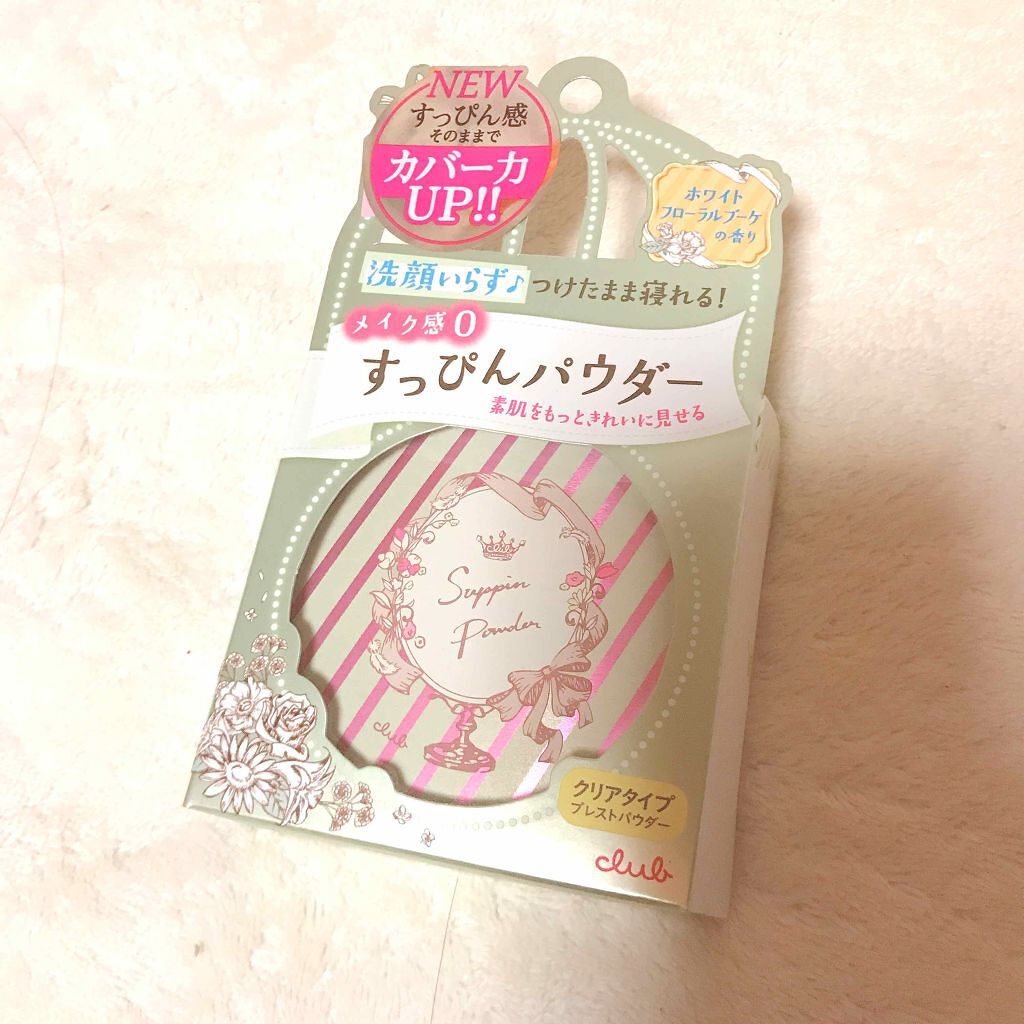 NEW
すっぴん感
そのままで
カバー力
UP!!
ホワイト
フローラルブーケ
の香り
洗顔いらず♪つけたまま寝れる!
メイク感0
すっぴんパウダー
素肌をもっときれいに見せる
Suppin
Powder
club
クリアタイプ
プレストパウダー
club